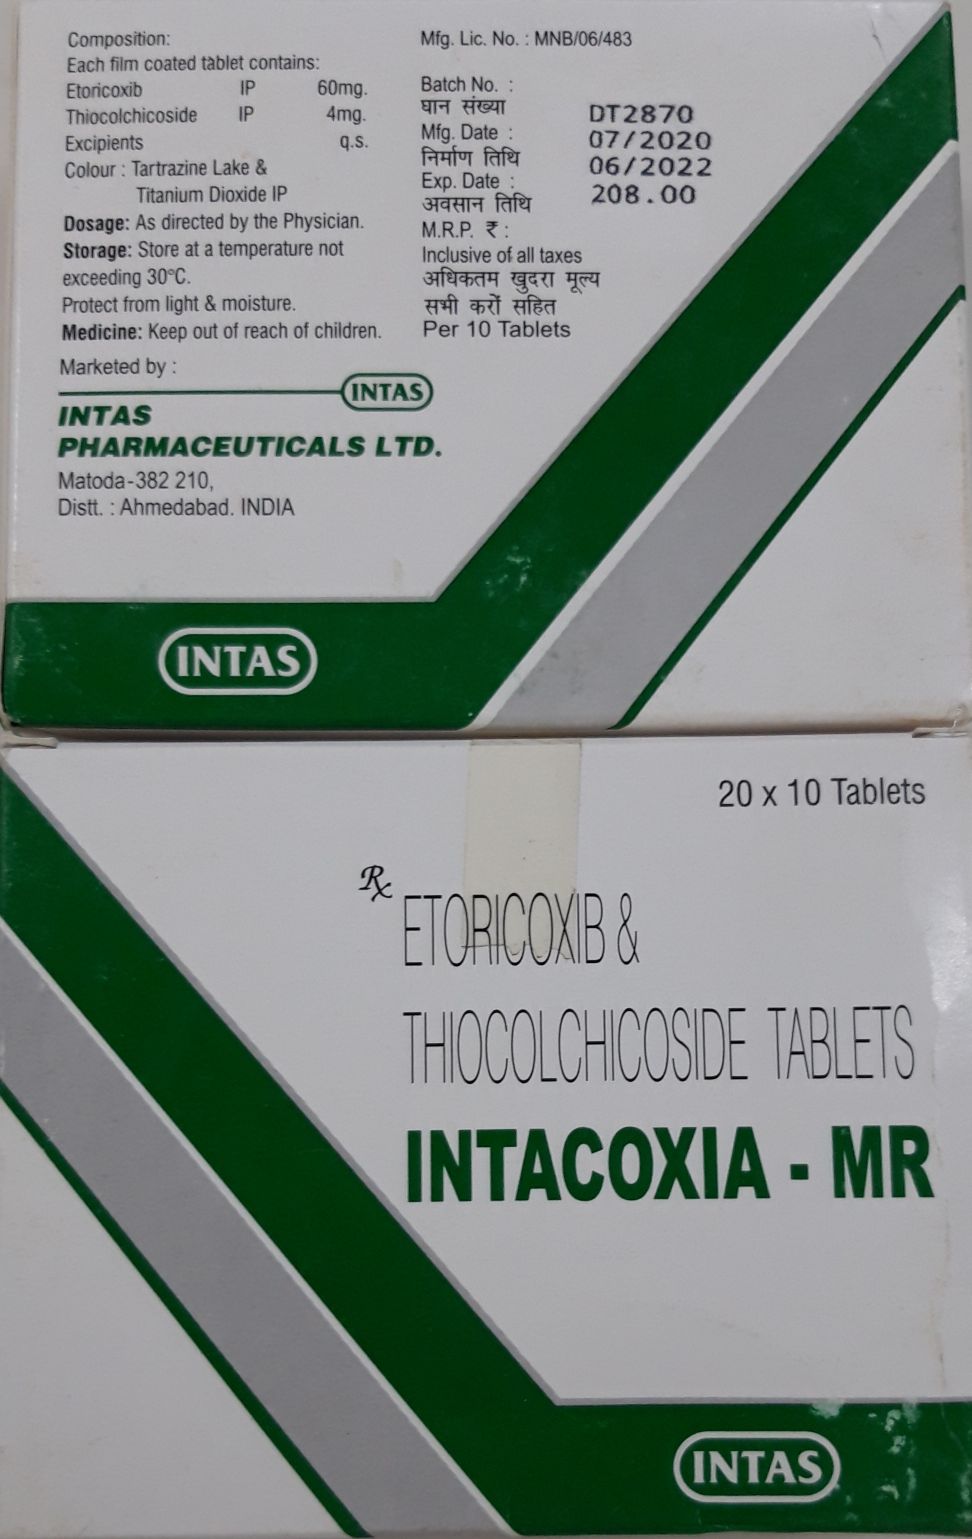 Composition:
Each film coated tablet contains:
Etoricoxib IP 60mg.
Thiocolchicoside IP 4mg.
Excipients q.s.
Colour : Tartrazine Lake &
Titanium Dioxide IP
Dosage: As directed by the Physician.
Storage: Store at a temperature not
exceeding 30°C.
Protect from light & moisture.
Medicine: Keep out of reach of children.
Marketed by :
INTAS
INTAS
PHARMACEUTICALS LTD.
Matoda-382 210,
Distt. : Ahmedabad. INDIA
Mfg. Lic. No. : MNB/06/483
Batch No. :
घान संख्या
DT2870
Mfg. Date :
07/2020
निर्माण तिथि
06/2022
Exp. Date :
208.00
अवसान तिथि
M.R.P. ₹ :
Inclusive of all taxes
अधिकतम खुदरा मूल्य
सभी करों सहित
Per 10 Tablets
INTAS
20 x 10 Tablets
Rx
ETORICOXIB &
THIOCOLCHICOSIDE TABLETS
INTACOXIA - MR
INTAS